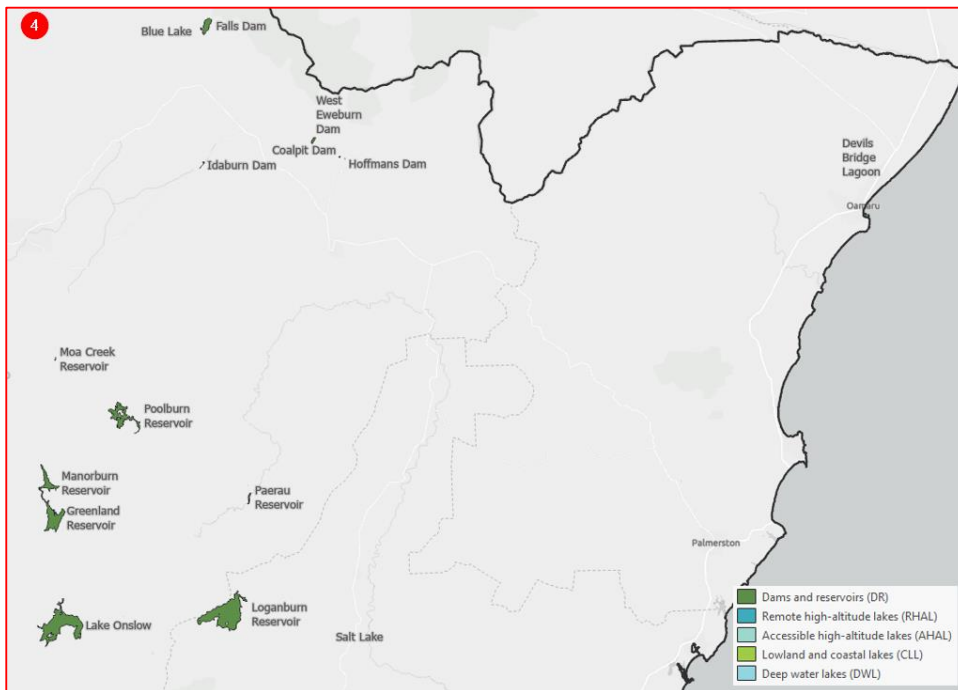 4
Blue Lake
Falls Dam
West
Eweburn
Dam
Coalpit Dam
Hoffmans Dam
Idaburn Dam
Devils
Bridge
Lagoon
Oamaru
Moa Creek
Reservoir
Poolburn
Reservoir
Manorburn
Reservoir
Greenland
Reservoir
Paerau
Reservoir
Palmerston
Loganburn
Reservoir
Lake Onslow
Salt Lake
Dams and reservoirs (DR)
Remote high-altitude lakes (RHAL)
Accessible high-altitude lakes (AHAL)
Lowland and coastal lakes (CLL)
Deep water lakes (DWL)